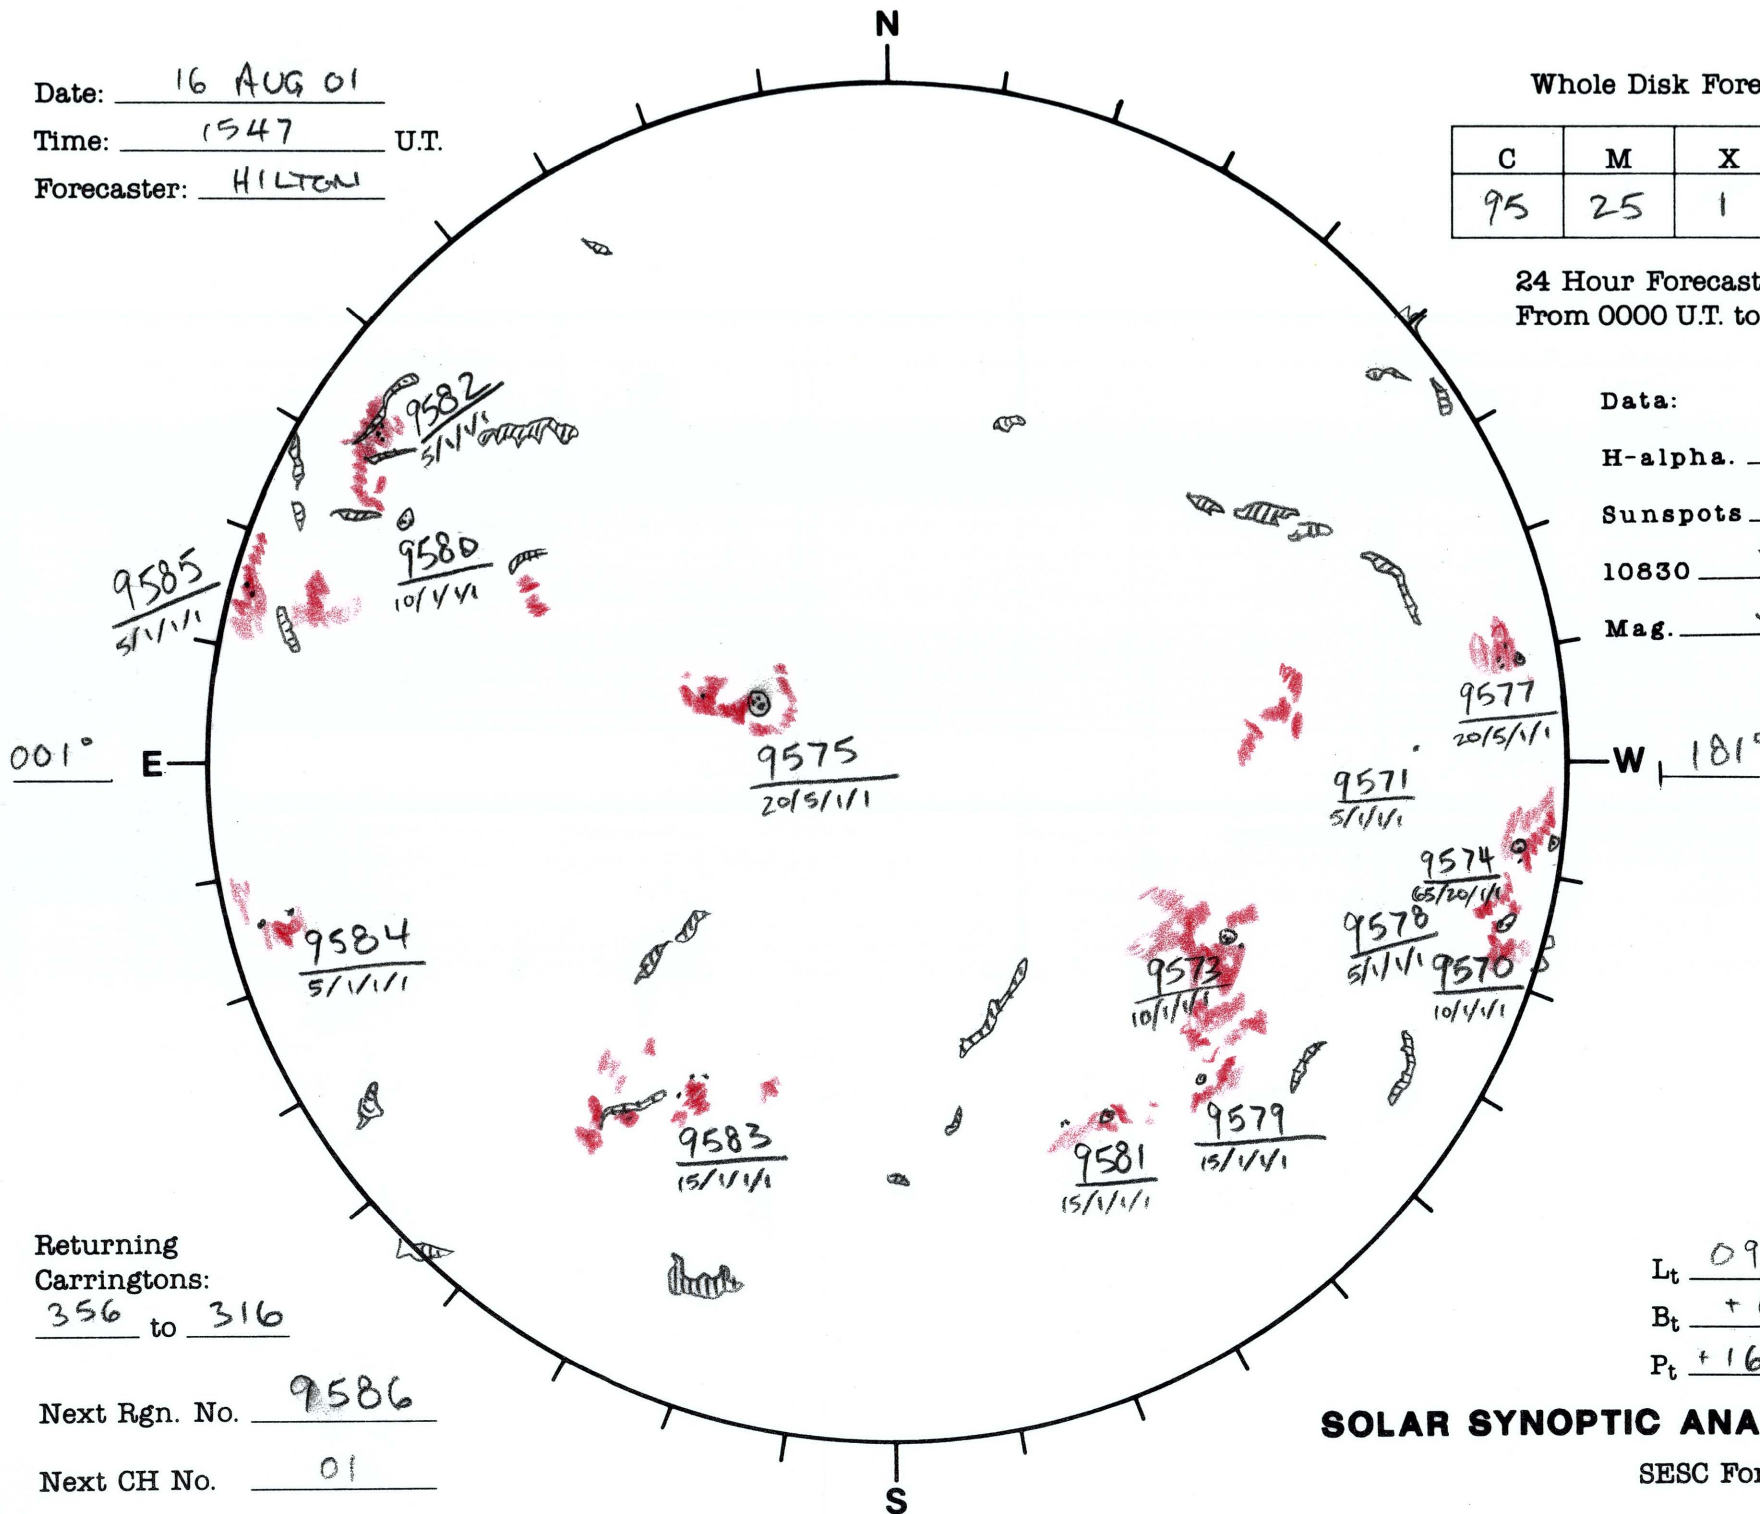 N
Date: 16 AUG 01
Time: 1547 U.T.
Forecaster: HILTON
Whole Disk Fore
C M X
95 25 1
24 Hour Forecast
From 0000 U.T. to
Data:
H-alpha.
Sunspots
10830
Mag.
9582
5/1/1/1
9580
10/1/1/1
9585
5/1/1/1
9577
20/5/1/1
001° E
9575
20/5/1/1
W 181°
9571
5/1/1/1
9574
65/20/1/1
9578
5/1/1/1
9570
10/1/1/1
9584
5/1/1/1
9573
10/1/1/1
9583
15/1/1/1
9579
15/1/1/1
9581
15/1/1/1
Returning
Carringtons:
356 to 316
Next Rgn. No. 9586
Next CH No. 01
Lt 09
Bt +
Pt +16
SOLAR SYNOPTIC ANA
SESC For
S